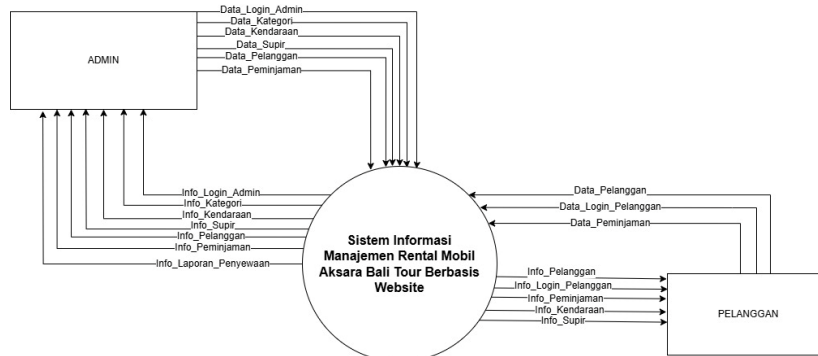 Data_Login_Admin
Data_Kategori
Data_Kendaraan
Data_Supir
Data_Pelanggan
Data_Peminjaman
ADMIN
Info_Login_Admin
Info_Kategori
Info_Kendaraan
Info_Supir
Info_Pelanggan
Info_Peminjaman
Info_Laporan_Penyewaan
Sistem Informasi
Manajemen Rental Mobil
Aksara Bali Tour Berbasis
Website
Data_Pelanggan
Data_Login_Pelanggan
Data_Peminjaman
Info_Pelanggan
Info_Login_Pelanggan
Info_Peminjaman
Info_Kendaraan
Info_Supir
PELANGGAN